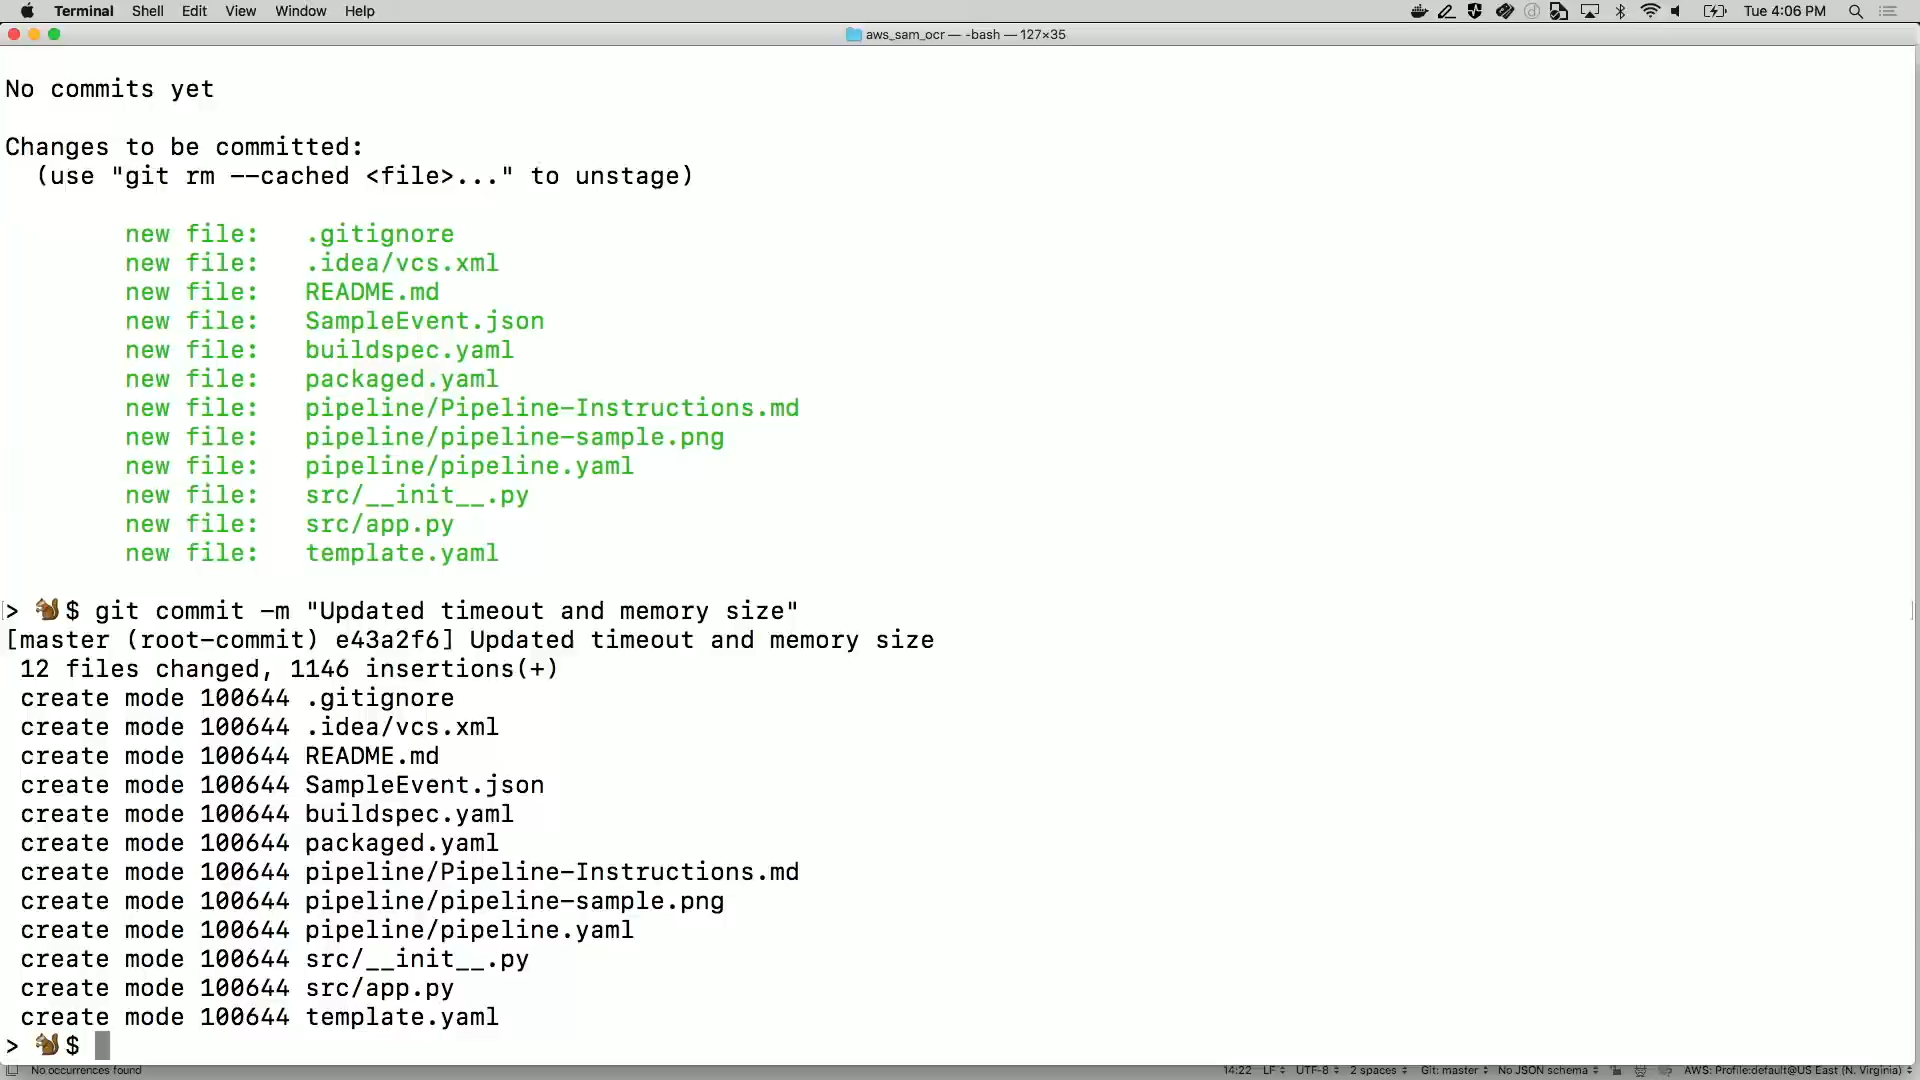 Terminal Shell Edit View Window Help Tue 4:06 PM
aws_sam_ocr — -bash — 127×35
No commits yet
Changes to be committed:
(use "git rm --cached <file>..." to unstage)
new file: .gitignore
new file: .idea/vcs.xml
new file: README.md
new file: SampleEvent.json
new file: buildspec.yaml
new file: packaged.yaml
new file: pipeline/Pipeline-Instructions.md
new file: pipeline/pipeline-sample.png
new file: pipeline/pipeline.yaml
new file: src/__init__.py
new file: src/app.py
new file: template.yaml
> 🐿$ git commit -m "Updated timeout and memory size"
[master (root-commit) e43a2f6] Updated timeout and memory size
12 files changed, 1146 insertions(+)
create mode 100644 .gitignore
create mode 100644 .idea/vcs.xml
create mode 100644 README.md
create mode 100644 SampleEvent.json
create mode 100644 buildspec.yaml
create mode 100644 packaged.yaml
create mode 100644 pipeline/Pipeline-Instructions.md
create mode 100644 pipeline/pipeline-sample.png
create mode 100644 pipeline/pipeline.yaml
create mode 100644 src/__init__.py
create mode 100644 src/app.py
create mode 100644 template.yaml
> 🐿$
No occurrences found 14:22 LF UTF-8 2 spaces Git: master No JSON schema AWS: Profile:default@US East (N. Virginia)